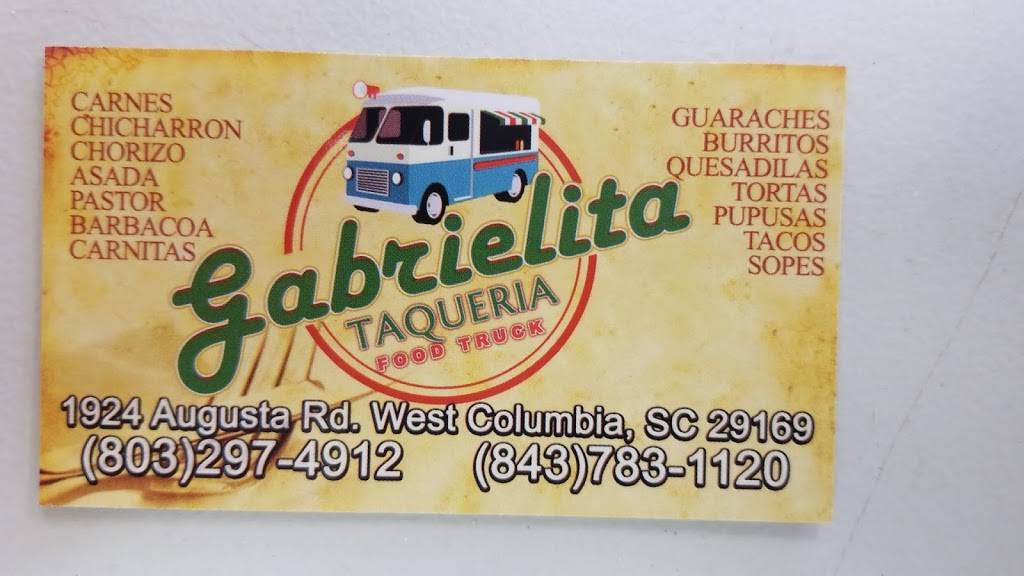 CARNES
CHICHARRON
CHORIZO
ASADA
PASTOR
BARBACOA
CARNITAS
GUARACHES
BURRITOS
QUESADILAS
TORTAS
PUPUSAS
TACOS
SOPES
Gabrielita
TAQUERIA
FOOD TRUCK
1924 Augusta Rd. West Columbia, SC 29169
(803)297-4912 (843)783-1120